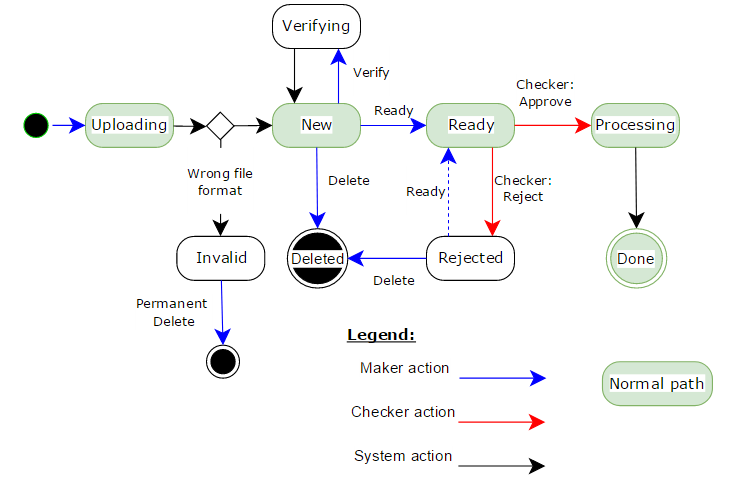 Verifying
Verify
Checker:
Approve
Uploading
New
Ready
Ready
Processing
Wrong file
format
Delete
Ready
Checker:
Reject
Invalid
Deleted
Delete
Rejected
Done
Permanent
Delete
Legend:
Maker action
Normal path
Checker action
System action